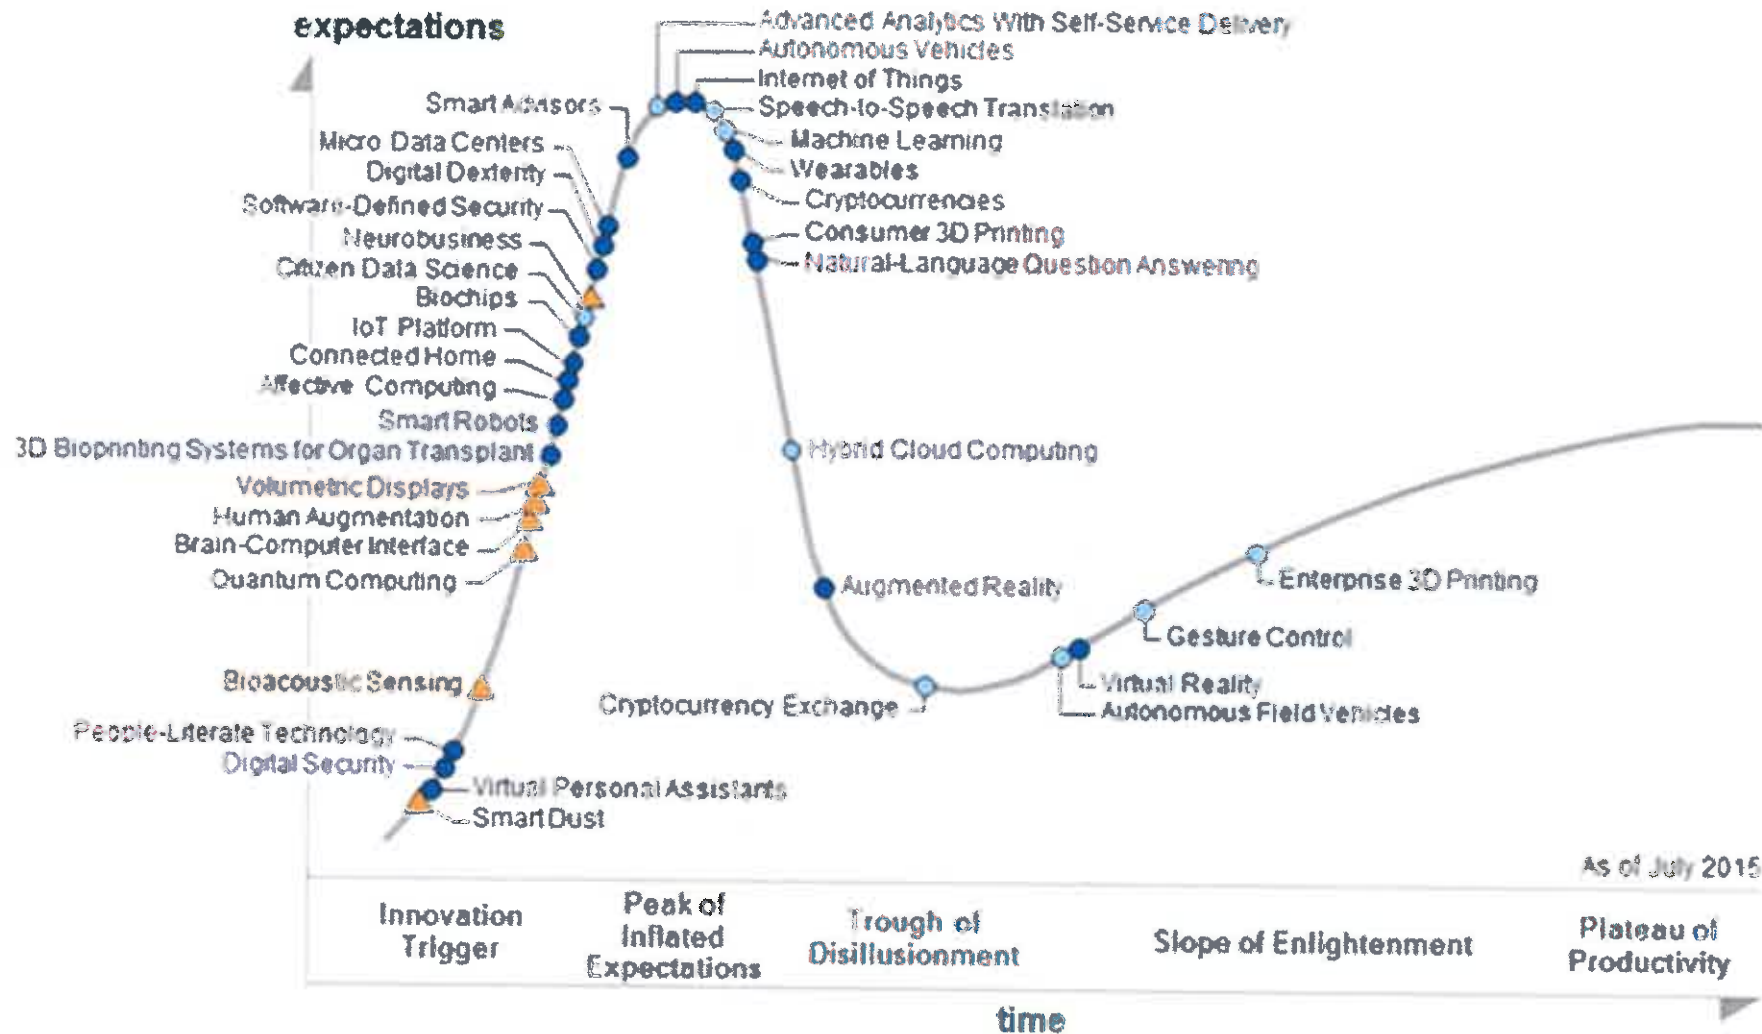 expectations
Advanced Analytics With Self-Service Delivery
Autonomous Vehicles
Internet of Things
Smart Advisors
Speech-to-Speech Translation
Micro Data Centers
Machine Learning
Digital Dexterity
Wearables
Software-Defined Security
Cryptocurrencies
Neurobusiness
Consumer 3D Printing
Citizen Data Science
Natural-Language Question Answering
Biochips
IoT Platform
Connected Home
Affective Computing
Smart Robots
3D Bioprinting Systems for Organ Transplant
Hybrid Cloud Computing
Volumetric Displays
Human Augmentation
Brain-Computer Interface
Quantum Computing
Augmented Reality
Enterprise 3D Printing
Gesture Control
Bioacoustic Sensing
Virtual Reality
Cryptocurrency Exchange
Autonomous Field Vehicles
People-Literate Technology
Digital Security
Virtual Personal Assistants
Smart Dust
As of July 2015
Innovation
Trigger
Peak of
Inflated
Expectations
Trough of
Disillusionment
Slope of Enlightenment
Plateau of
Productivity
time